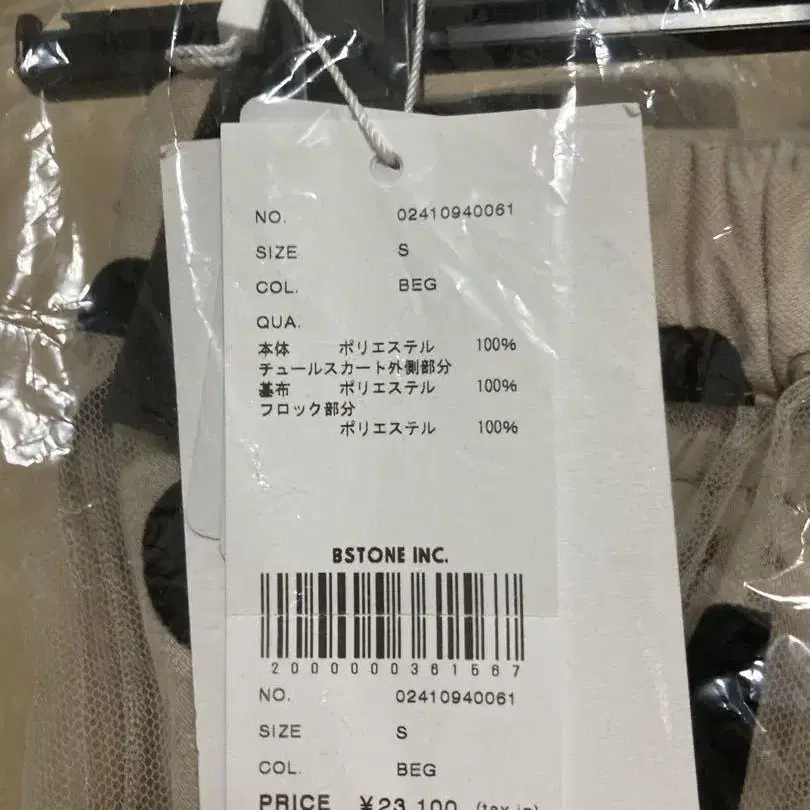 NO. 02410940061
SIZE S
COL. BEG
QUA.
本体 ポリエステル 100%
チュールスカート外側部分
基布 ポリエステル 100%
フロック部分
ポリエステル 100%
BSTONE INC.
2000000361567
NO. 02410940061
SIZE S
COL. BEG
PRICE ¥23,100 (tax in)